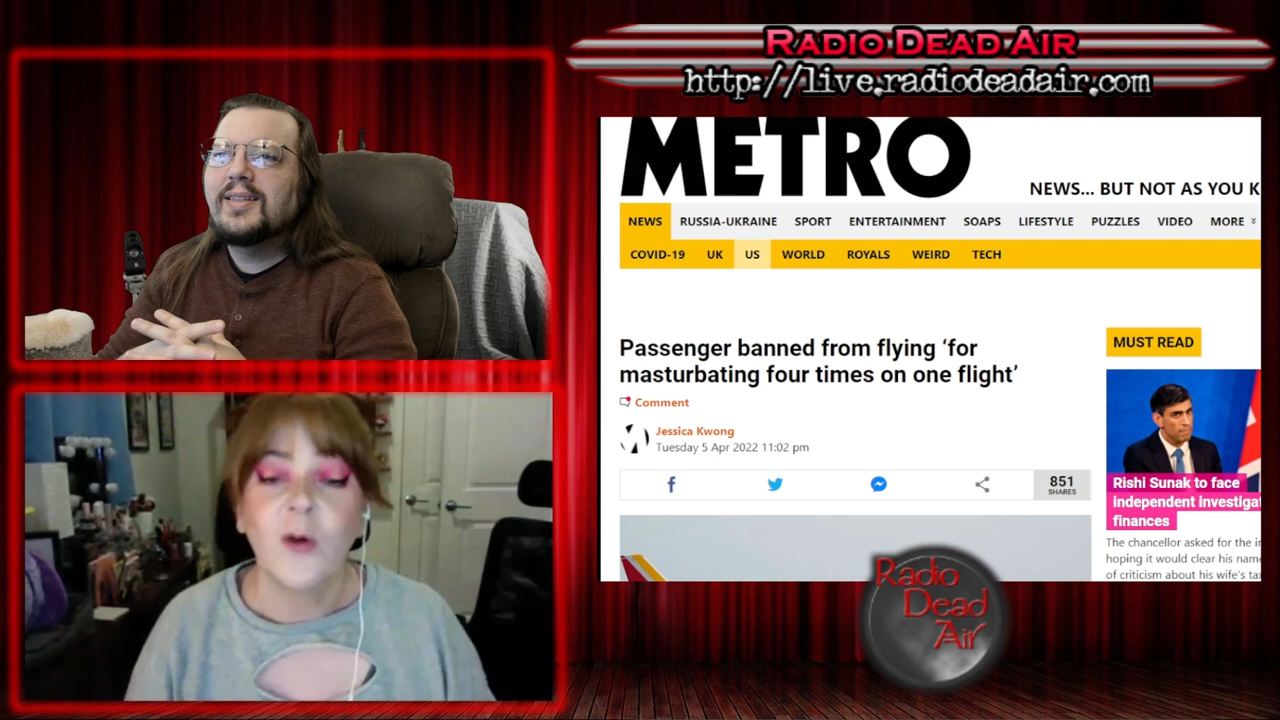 RADIO DEAD AIR
http://live.radiodeadair.com
METRO
NEWS... BUT NOT AS YOU K
NEWS RUSSIA-UKRAINE SPORT ENTERTAINMENT SOAPS LIFESTYLE PUZZLES VIDEO MORE
COVID-19 UK US WORLD ROYALS WEIRD TECH
Passenger banned from flying ‘for
masturbating four times on one flight’
Comment
Jessica Kwong
Tuesday 5 Apr 2022 11:02 pm
851
SHARES
MUST READ
Rishi Sunak to face
independent investiga
finances
The chancellor asked for the in
hoping it would clear his name
of criticism about his wife's tax
Radio
Dead
Air